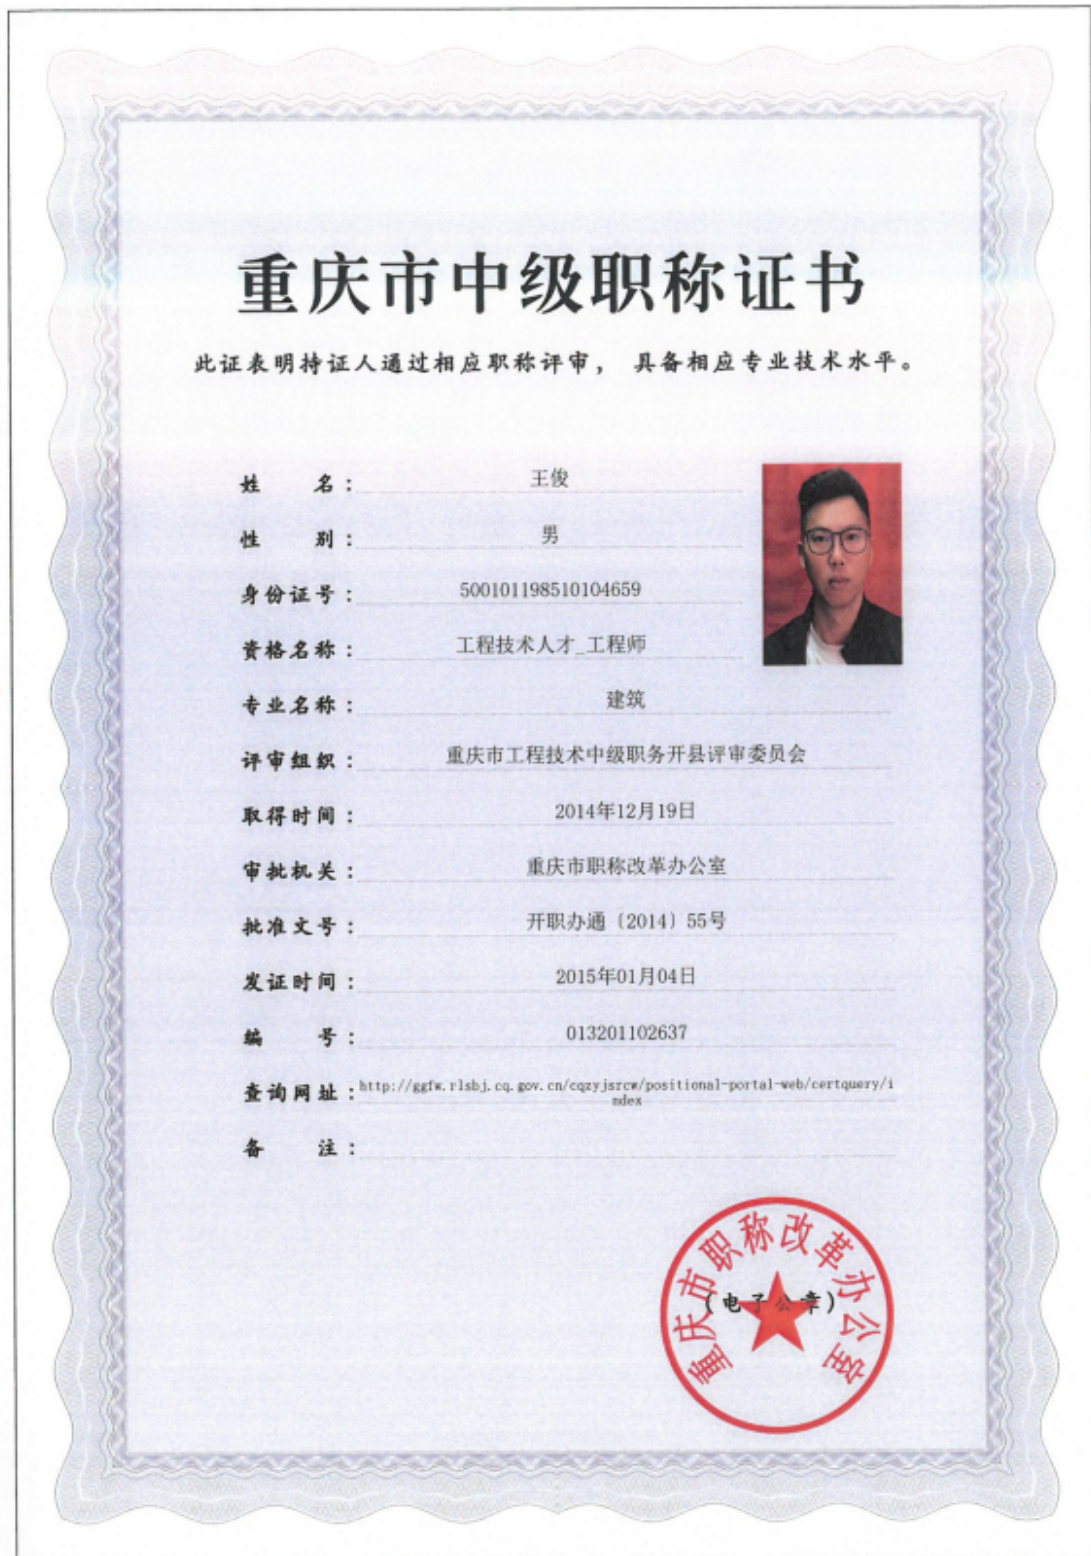 重庆市中级职称证书
此证表明持证人通过相应职称评审， 具备相应专业技术水平。
姓 名：王俊
性 别：男
身份证号：500101198510104659
资格名称：工程技术人才_工程师
专业名称：建筑
评审组织：重庆市工程技术中级职务开县评审委员会
取得时间：2014年12月19日
审批机关：重庆市职称改革办公室
批准文号：开职办通〔2014〕55号
发证时间：2015年01月04日
编 号：013201102637
查询网址：http://ggfw.rlsbj.cq.gov.cn/cqzyjsrcw/positional-portal-web/certquery/i
ndex
备 注：
重庆市职称改革办公室
（电子公章）